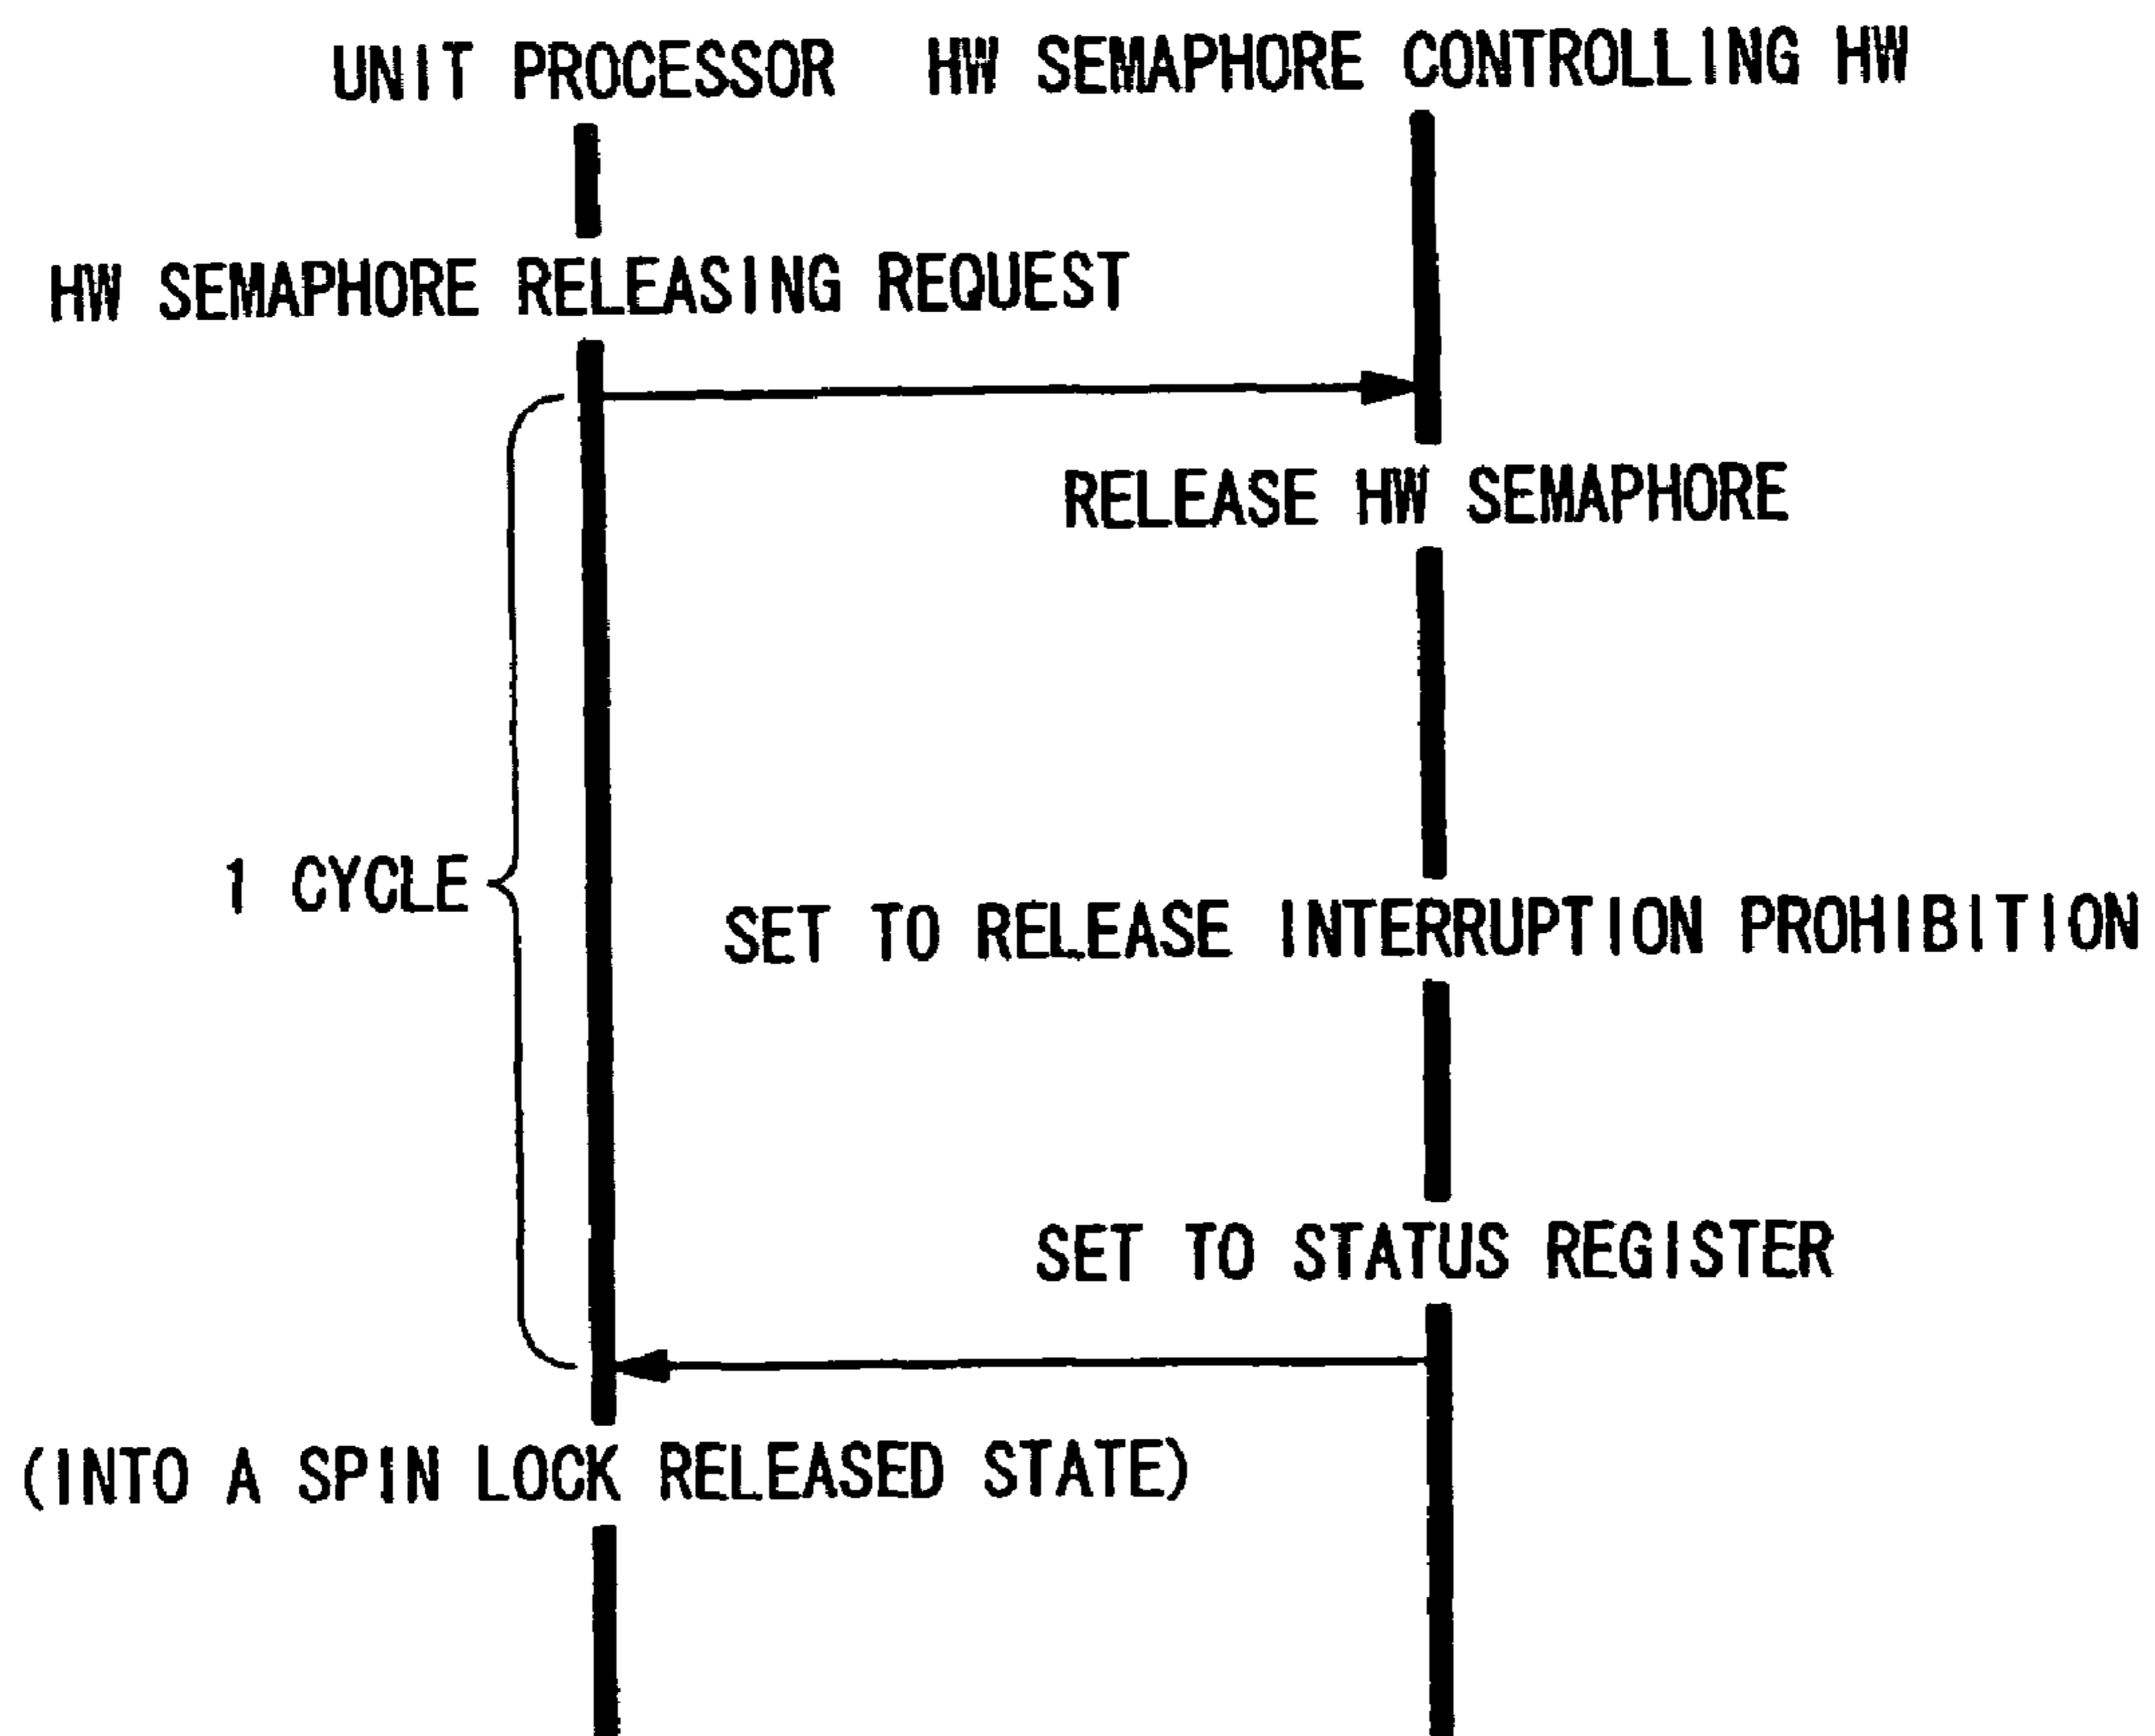 UNIT PROCESSOR HW SEMAPHORE CONTROLLING HW
HW SEMAPHORE RELEASING REQUEST
RELEASE HW SEMAPHORE
1 CYCLE
SET TO RELEASE INTERRUPTION PROHIBITION
SET TO STATUS REGISTER
(INTO A SPIN LOCK RELEASED STATE)